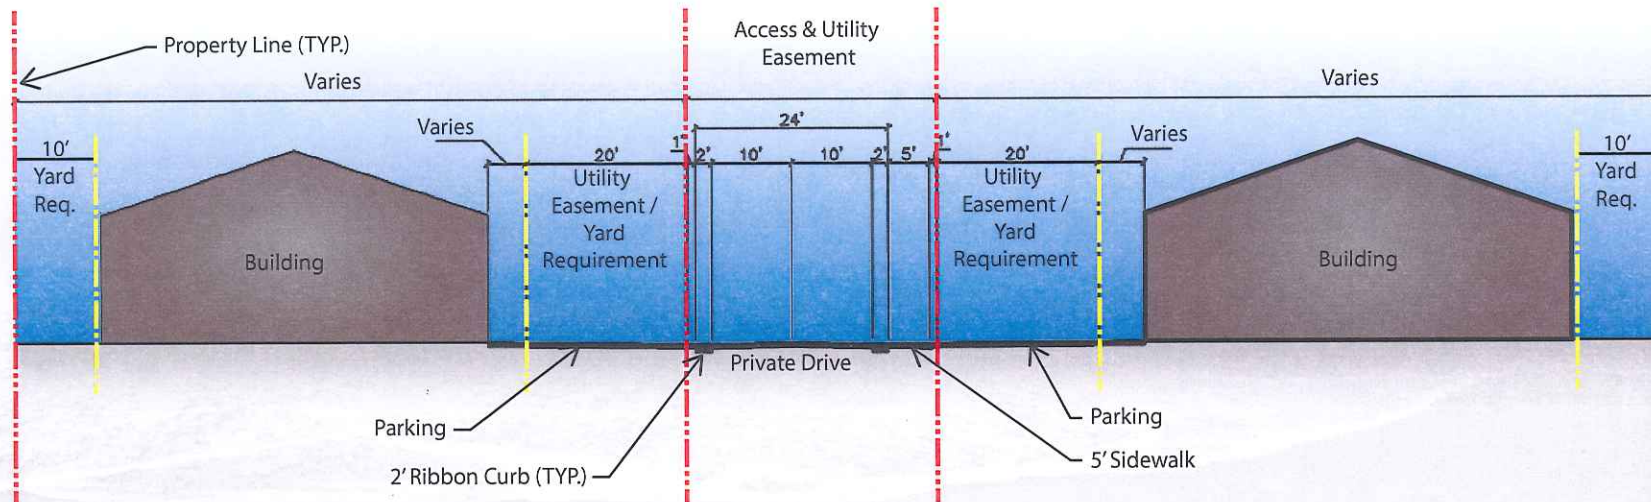 Access & Utility
Easement
Property Line (TYP.)
Varies
Varies
24'
Varies
Varies
10'
Yard
Req.
20'
1'
2'
10'
10'
2'
5'
1'
20'
10'
Yard
Req.
Utility
Easement /
Yard
Requirement
Utility
Easement /
Yard
Requirement
Building
Building
Private Drive
Parking
Parking
2' Ribbon Curb (TYP.)
5' Sidewalk